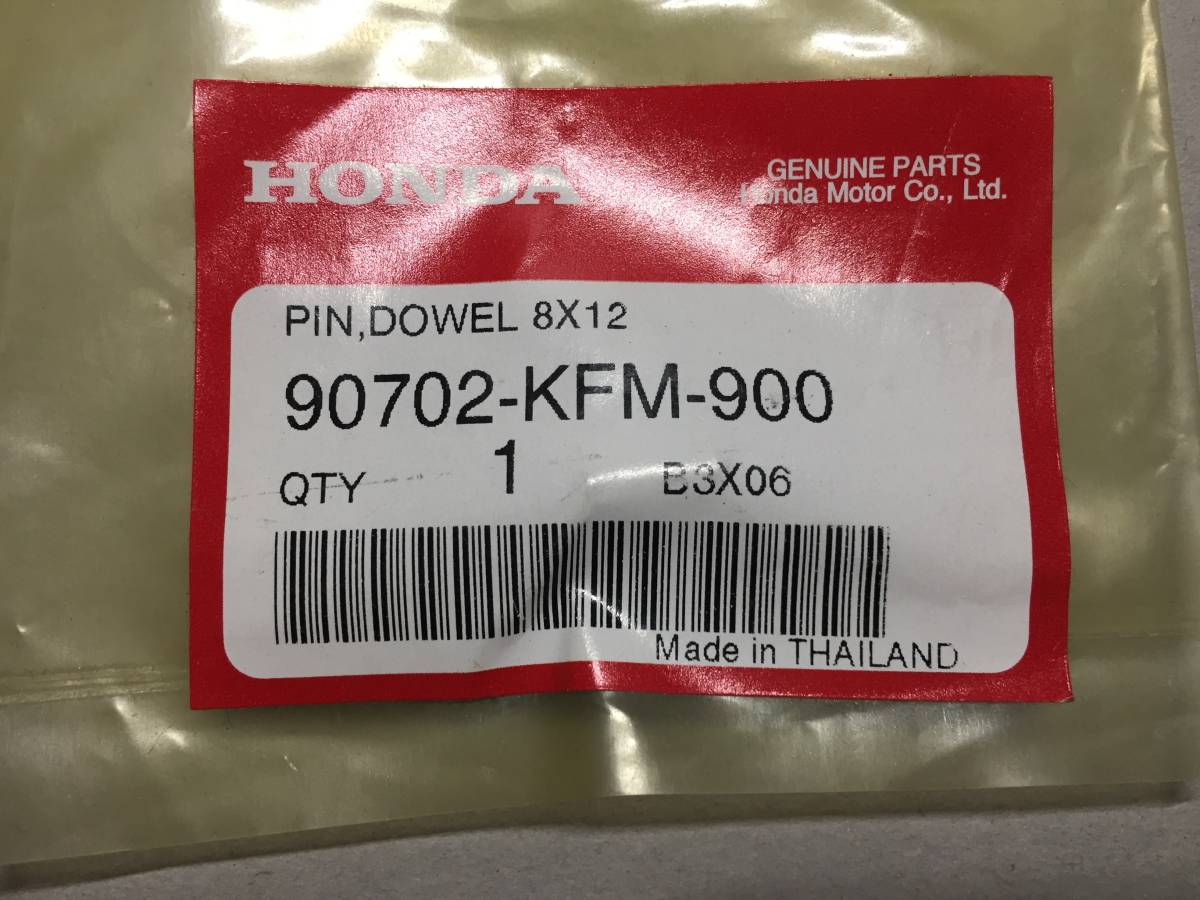 HONDA
GENUINE PARTS
Honda Motor Co., Ltd.
PIN,DOWEL 8X12
90702-KFM-900
QTY 1 B3X06
Made in THAILAND